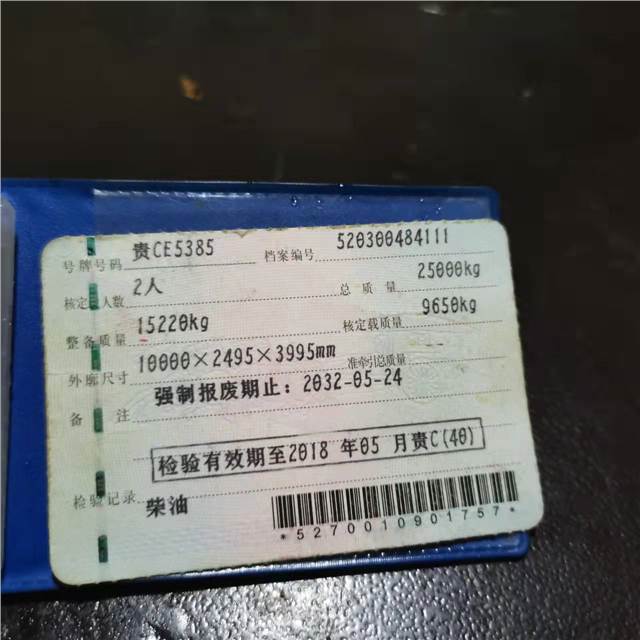 号牌号码 贵CE5385 档案编号 520300484111
核定人数 2人 总质量 25000kg
整备质量 15220kg 核定载质量 9650kg
外廓尺寸 10000×2495×3995mm 准牵引总质量
备注 强制报废期止：2032-05-24
检验有效期至2018 年05 月贵C(40)
检验记录 柴油
*5270010901757*